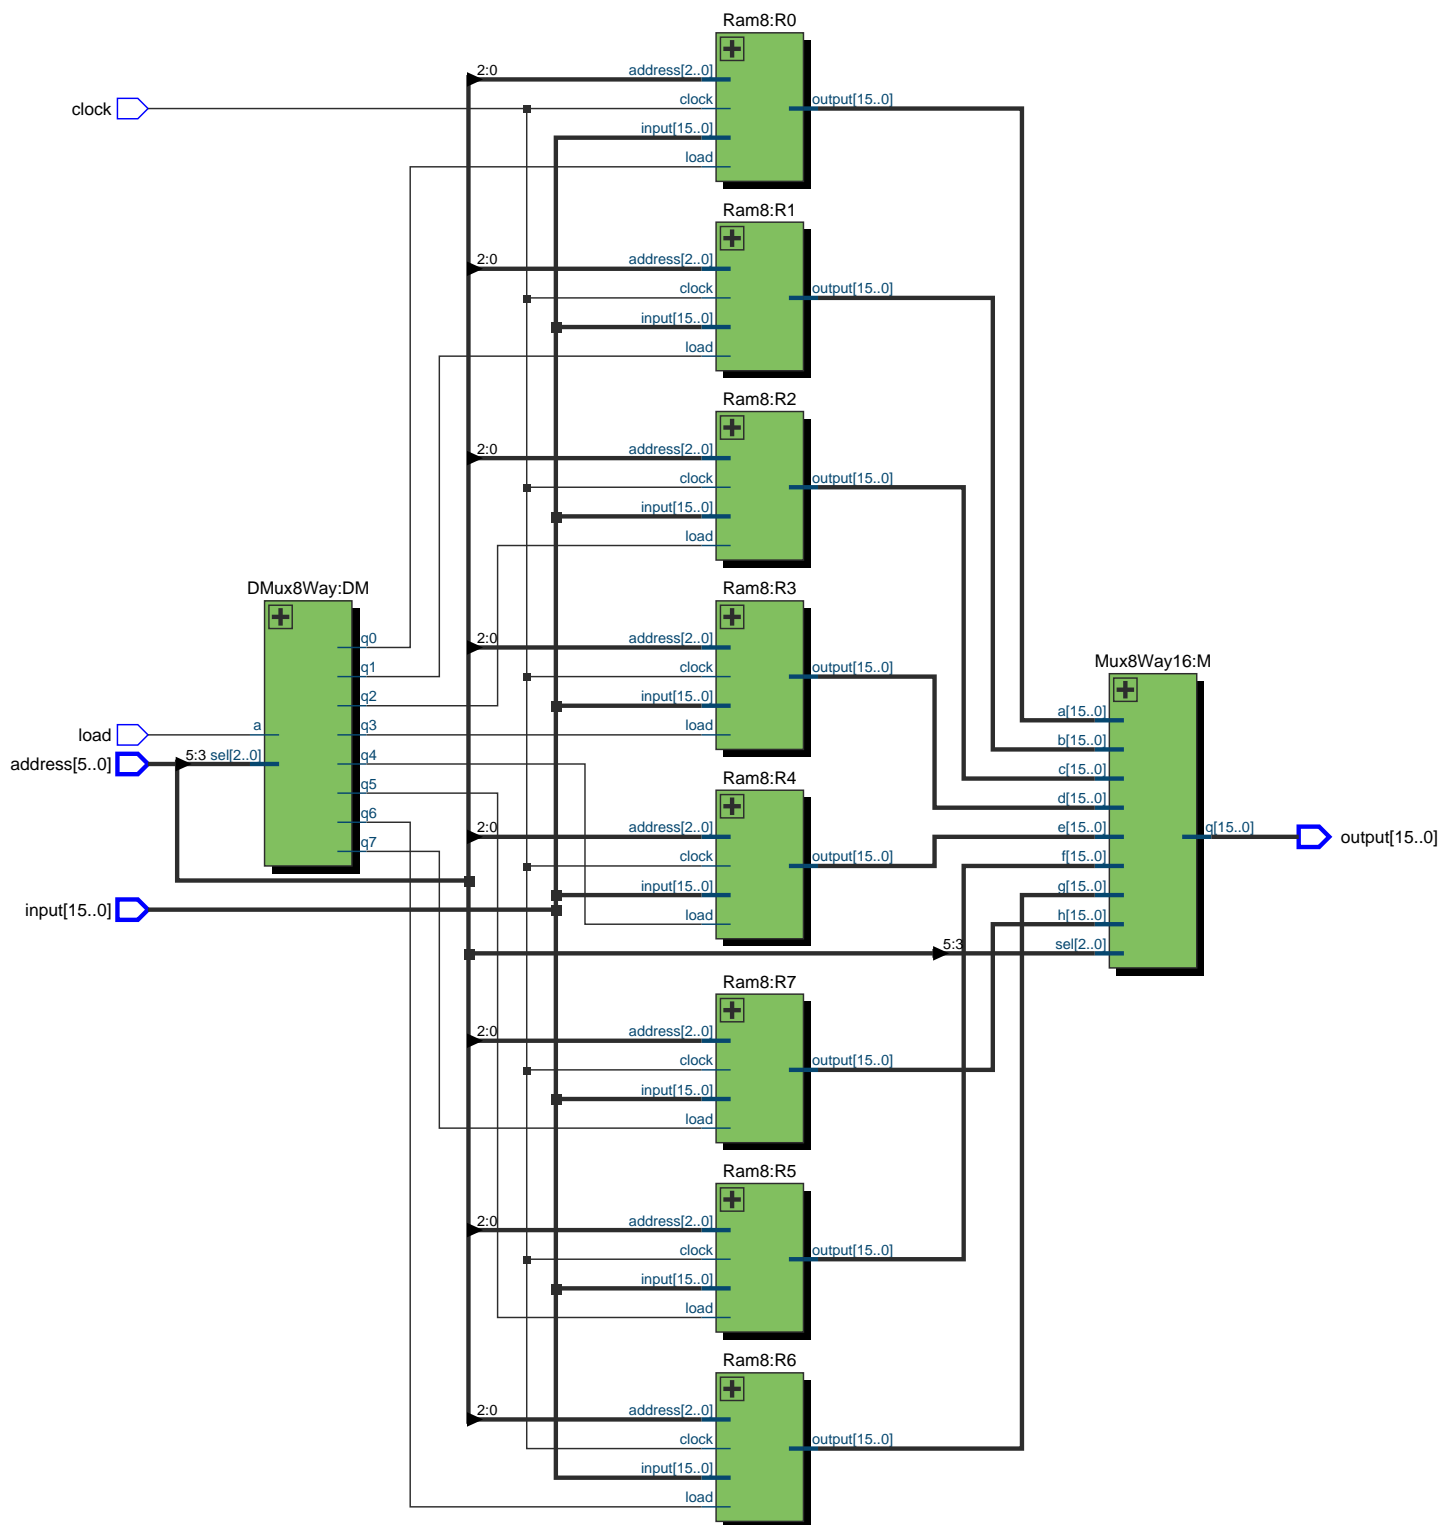 Ram8:R0
2:0 address[2..0]
clock
clock
output[15..0]
input[15..0]
load
Ram8:R1
2:0 address[2..0]
clock
output[15..0]
input[15..0]
load
Ram8:R2
2:0 address[2..0]
clock
output[15..0]
input[15..0]
load
DMux8Way:DM
q0
q1
q2
q3
q4
q5
q6
q7
load
a
address[5..0]
5:3 sel[2..0]
input[15..0]
Ram8:R3
2:0 address[2..0]
clock
output[15..0]
input[15..0]
load
Ram8:R4
2:0 address[2..0]
clock
output[15..0]
input[15..0]
load
Mux8Way16:M
a[15..0]
b[15..0]
c[15..0]
d[15..0]
e[15..0]
f[15..0]
g[15..0]
h[15..0]
5:3 sel[2..0]
q[15..0]
output[15..0]
Ram8:R7
2:0 address[2..0]
clock
output[15..0]
input[15..0]
load
Ram8:R5
2:0 address[2..0]
clock
output[15..0]
input[15..0]
load
Ram8:R6
2:0 address[2..0]
clock
output[15..0]
input[15..0]
load